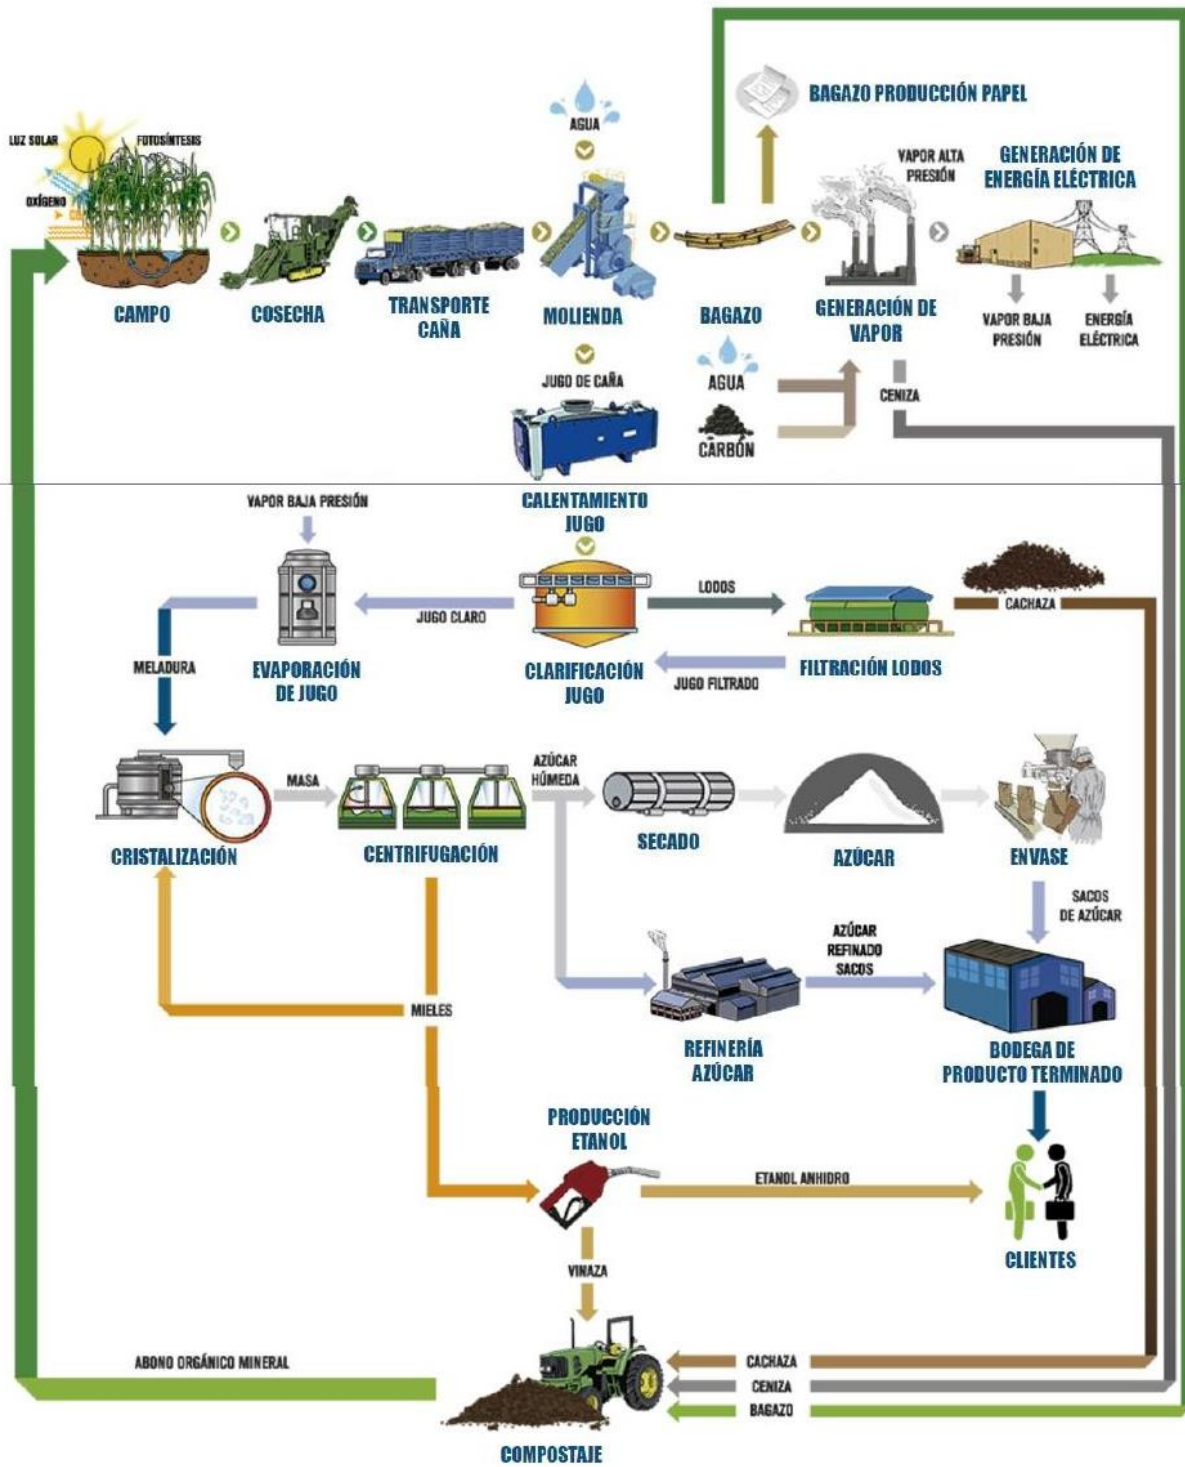 BAGAZO PRODUCCIÓN PAPEL
AGUA
LUZ SOLAR
FOTOSÍNTESIS
OXÍGENO
VAPOR ALTA
PRESIÓN
GENERACIÓN DE
ENERGÍA ELÉCTRICA
CAMPO
COSECHA
TRANSPORTE
CAÑA
MOLIENDA
BAGAZO
GENERACIÓN DE
VAPOR
VAPOR BAJA
PRESIÓN
ENERGÍA
ELÉCTRICA
JUGO DE CAÑA
AGUA
CARBÓN
CENIZA
CALENTAMIENTO
JUGO
VAPOR BAJA PRESIÓN
JUGO CLARO
LODOS
CACHAZA
MELADURA
EVAPORACIÓN
DE JUGO
CLARIFICACIÓN
JUGO
JUGO FILTRADO
FILTRACIÓN LODOS
MASA
AZÚCAR
HÚMEDA
CRISTALIZACIÓN
CENTRIFUGACIÓN
SECADO
AZÚCAR
ENVASE
SACOS
DE AZÚCAR
AZÚCAR
REFINADO
SACOS
MIELES
REFINERÍA
AZÚCAR
BODEGA DE
PRODUCTO TERMINADO
PRODUCCIÓN
ETANOL
ETANOL ANHIDRO
CLIENTES
VINAZA
ABONO ORGÁNICO MINERAL
CACHAZA
CENIZA
BAGAZO
COMPOSTAJE